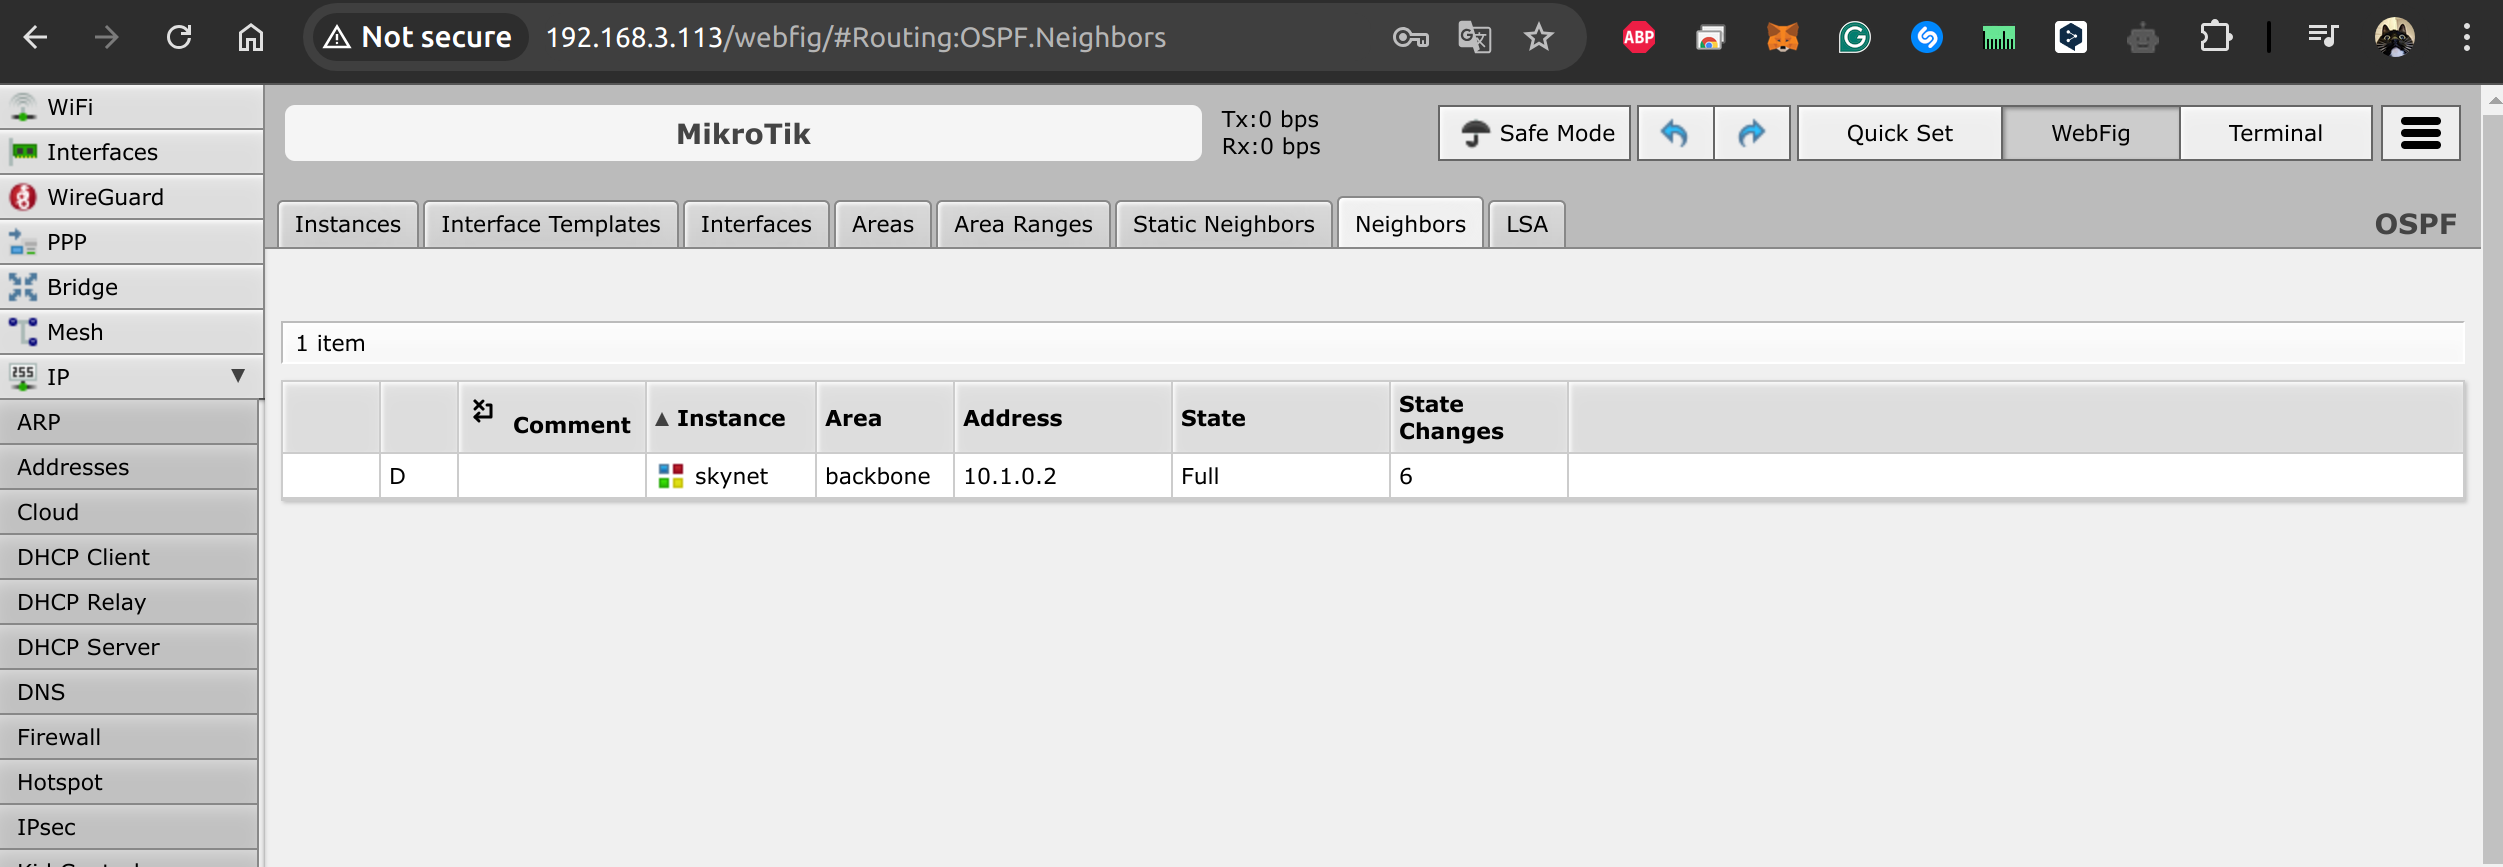 Not secure 192.168.3.113/webfig/#Routing:OSPF.Neighbors ABP
WiFi
Interfaces
WireGuard
PPP
Bridge
Mesh
255 IP ▼
ARP
Addresses
Cloud
DHCP Client
DHCP Relay
DHCP Server
DNS
Firewall
Hotspot
IPsec
MikroTik
Tx:0 bps
Rx:0 bps
Safe Mode Quick Set WebFig Terminal
Instances Interface Templates Interfaces Areas Area Ranges Static Neighbors Neighbors LSA OSPF
1 item
Comment ▲ Instance Area Address State State Changes
D skynet backbone 10.1.0.2 Full 6